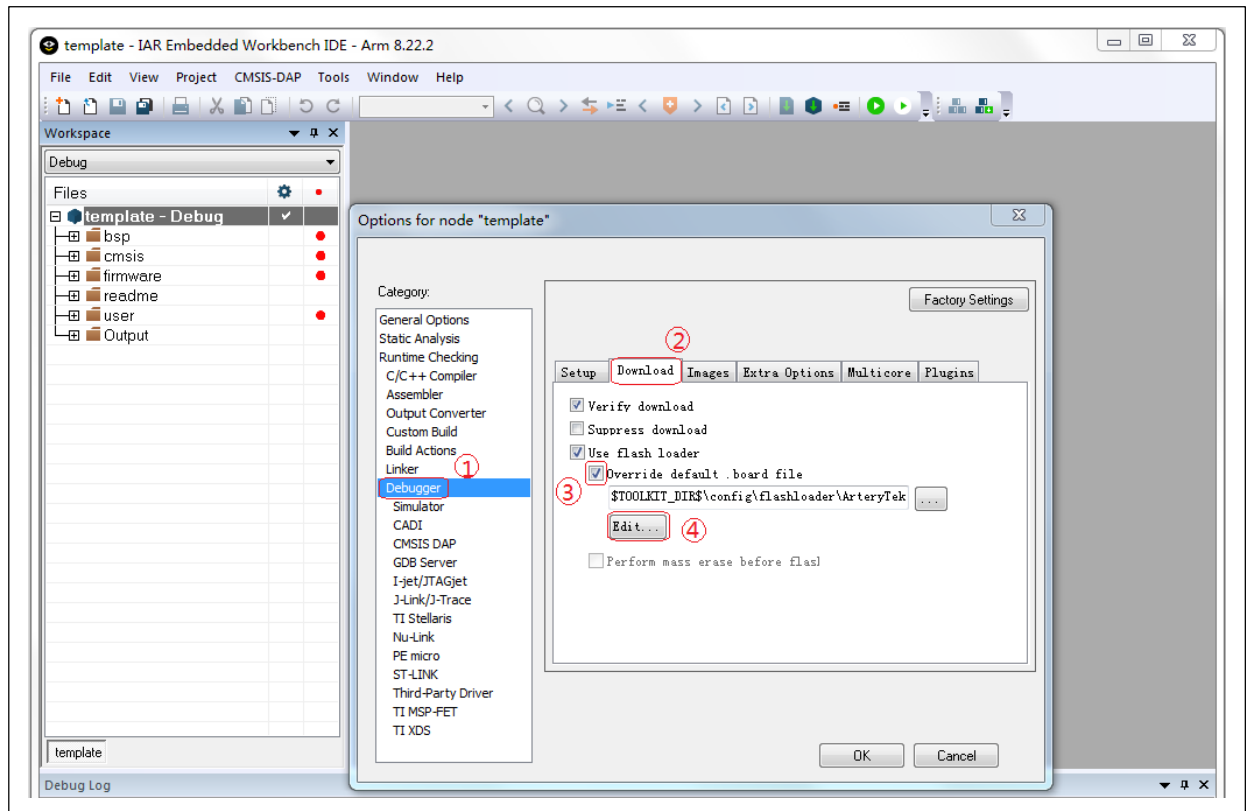 template - IAR Embedded Workbench IDE - Arm 8.22.2
File Edit View Project CMSIS-DAP Tools Window Help
Workspace
Debug
Files
template - Debug
bsp
cmsis
firmware
readme
user
Output
template
Options for node "template"
Category:
General Options
Static Analysis
Runtime Checking
C/C++ Compiler
Assembler
Output Converter
Custom Build
Build Actions
Linker
①
Debugger
Simulator
CADI
CMSIS DAP
GDB Server
I-jet/JTAGjet
J-Link/J-Trace
TI Stellaris
Nu-Link
PE micro
ST-LINK
Third-Party Driver
TI MSP-FET
TI XDS
Factory Settings
②
Setup Download Images Extra Options Multicore Plugins
Verify download
Suppress download
Use flash loader
Override default .board file
③
$TOOLKIT_DIR$\config\flashloader\ArteryTek ...
Edit... ④
Perform mass erase before flas
OK Cancel
Debug Log